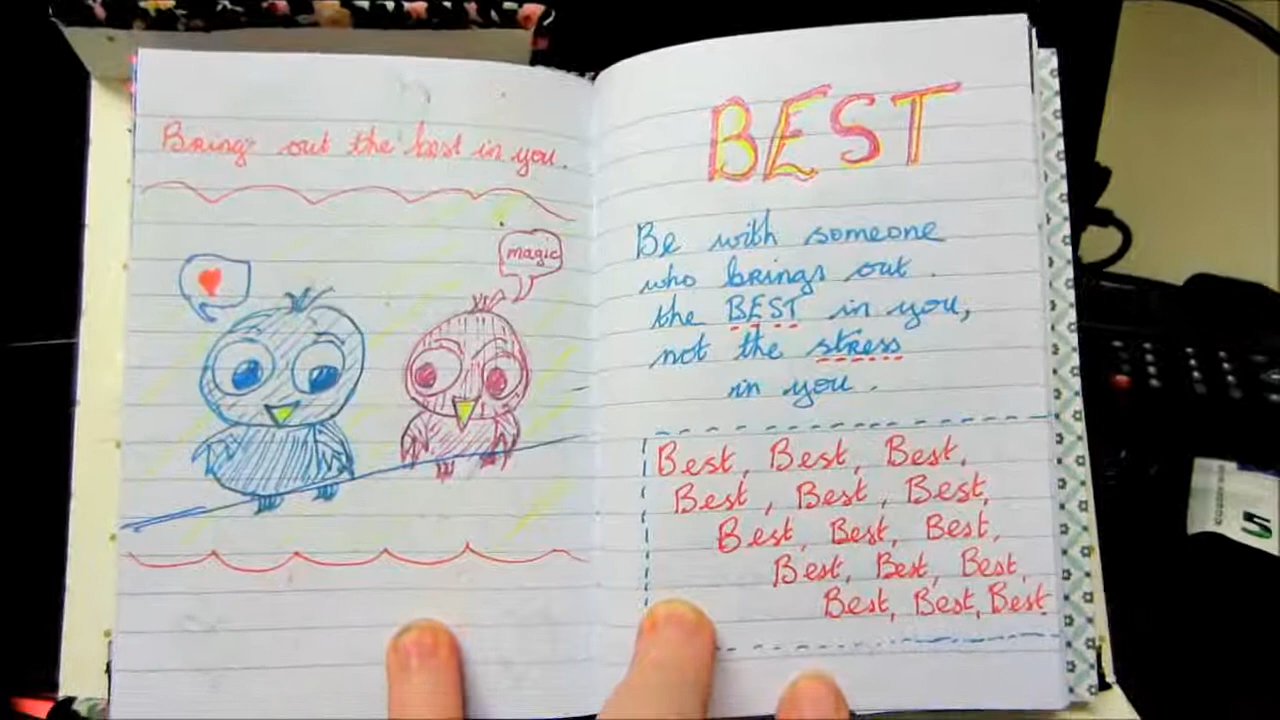 Brings out the best in you.
magic
BEST
Be with someone
who brings out
the BEST in you,
not the stress
in you.
Best, Best, Best,
Best, Best, Best,
Best, Best, Best,
Best, Best, Best,
Best, Best, Best
5